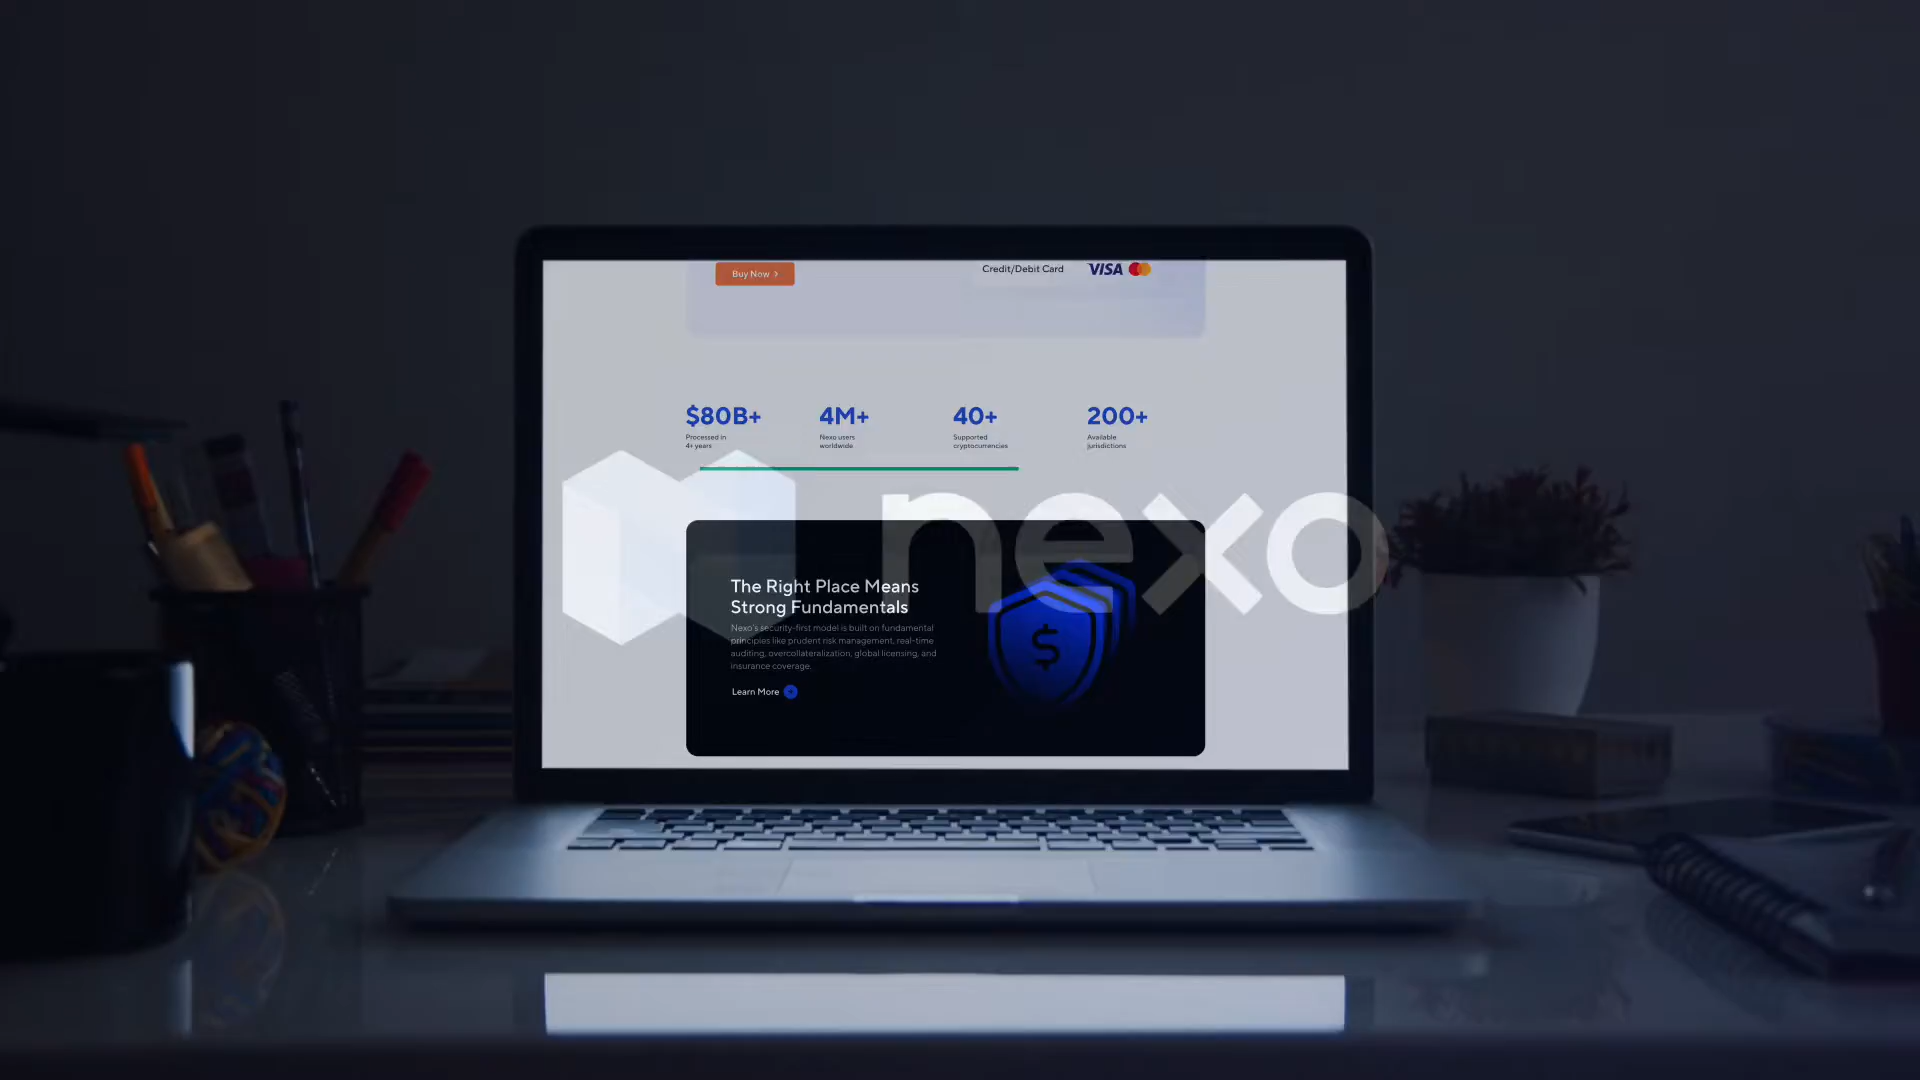 Buy Now
Credit/Debit Card
VISA
$80B+
4M+
40+
200+
Processed in
4+ years
Nexo users
worldwide
Supported
cryptocurrencies
Available
jurisdictions
nexo
The Right Place Means
Strong Fundamentals
Nexo's security-first model is built on fundamental
principles like prudent risk management, real-time
auditing, overcollateralization, global licensing, and
insurance coverage.
$
Learn More